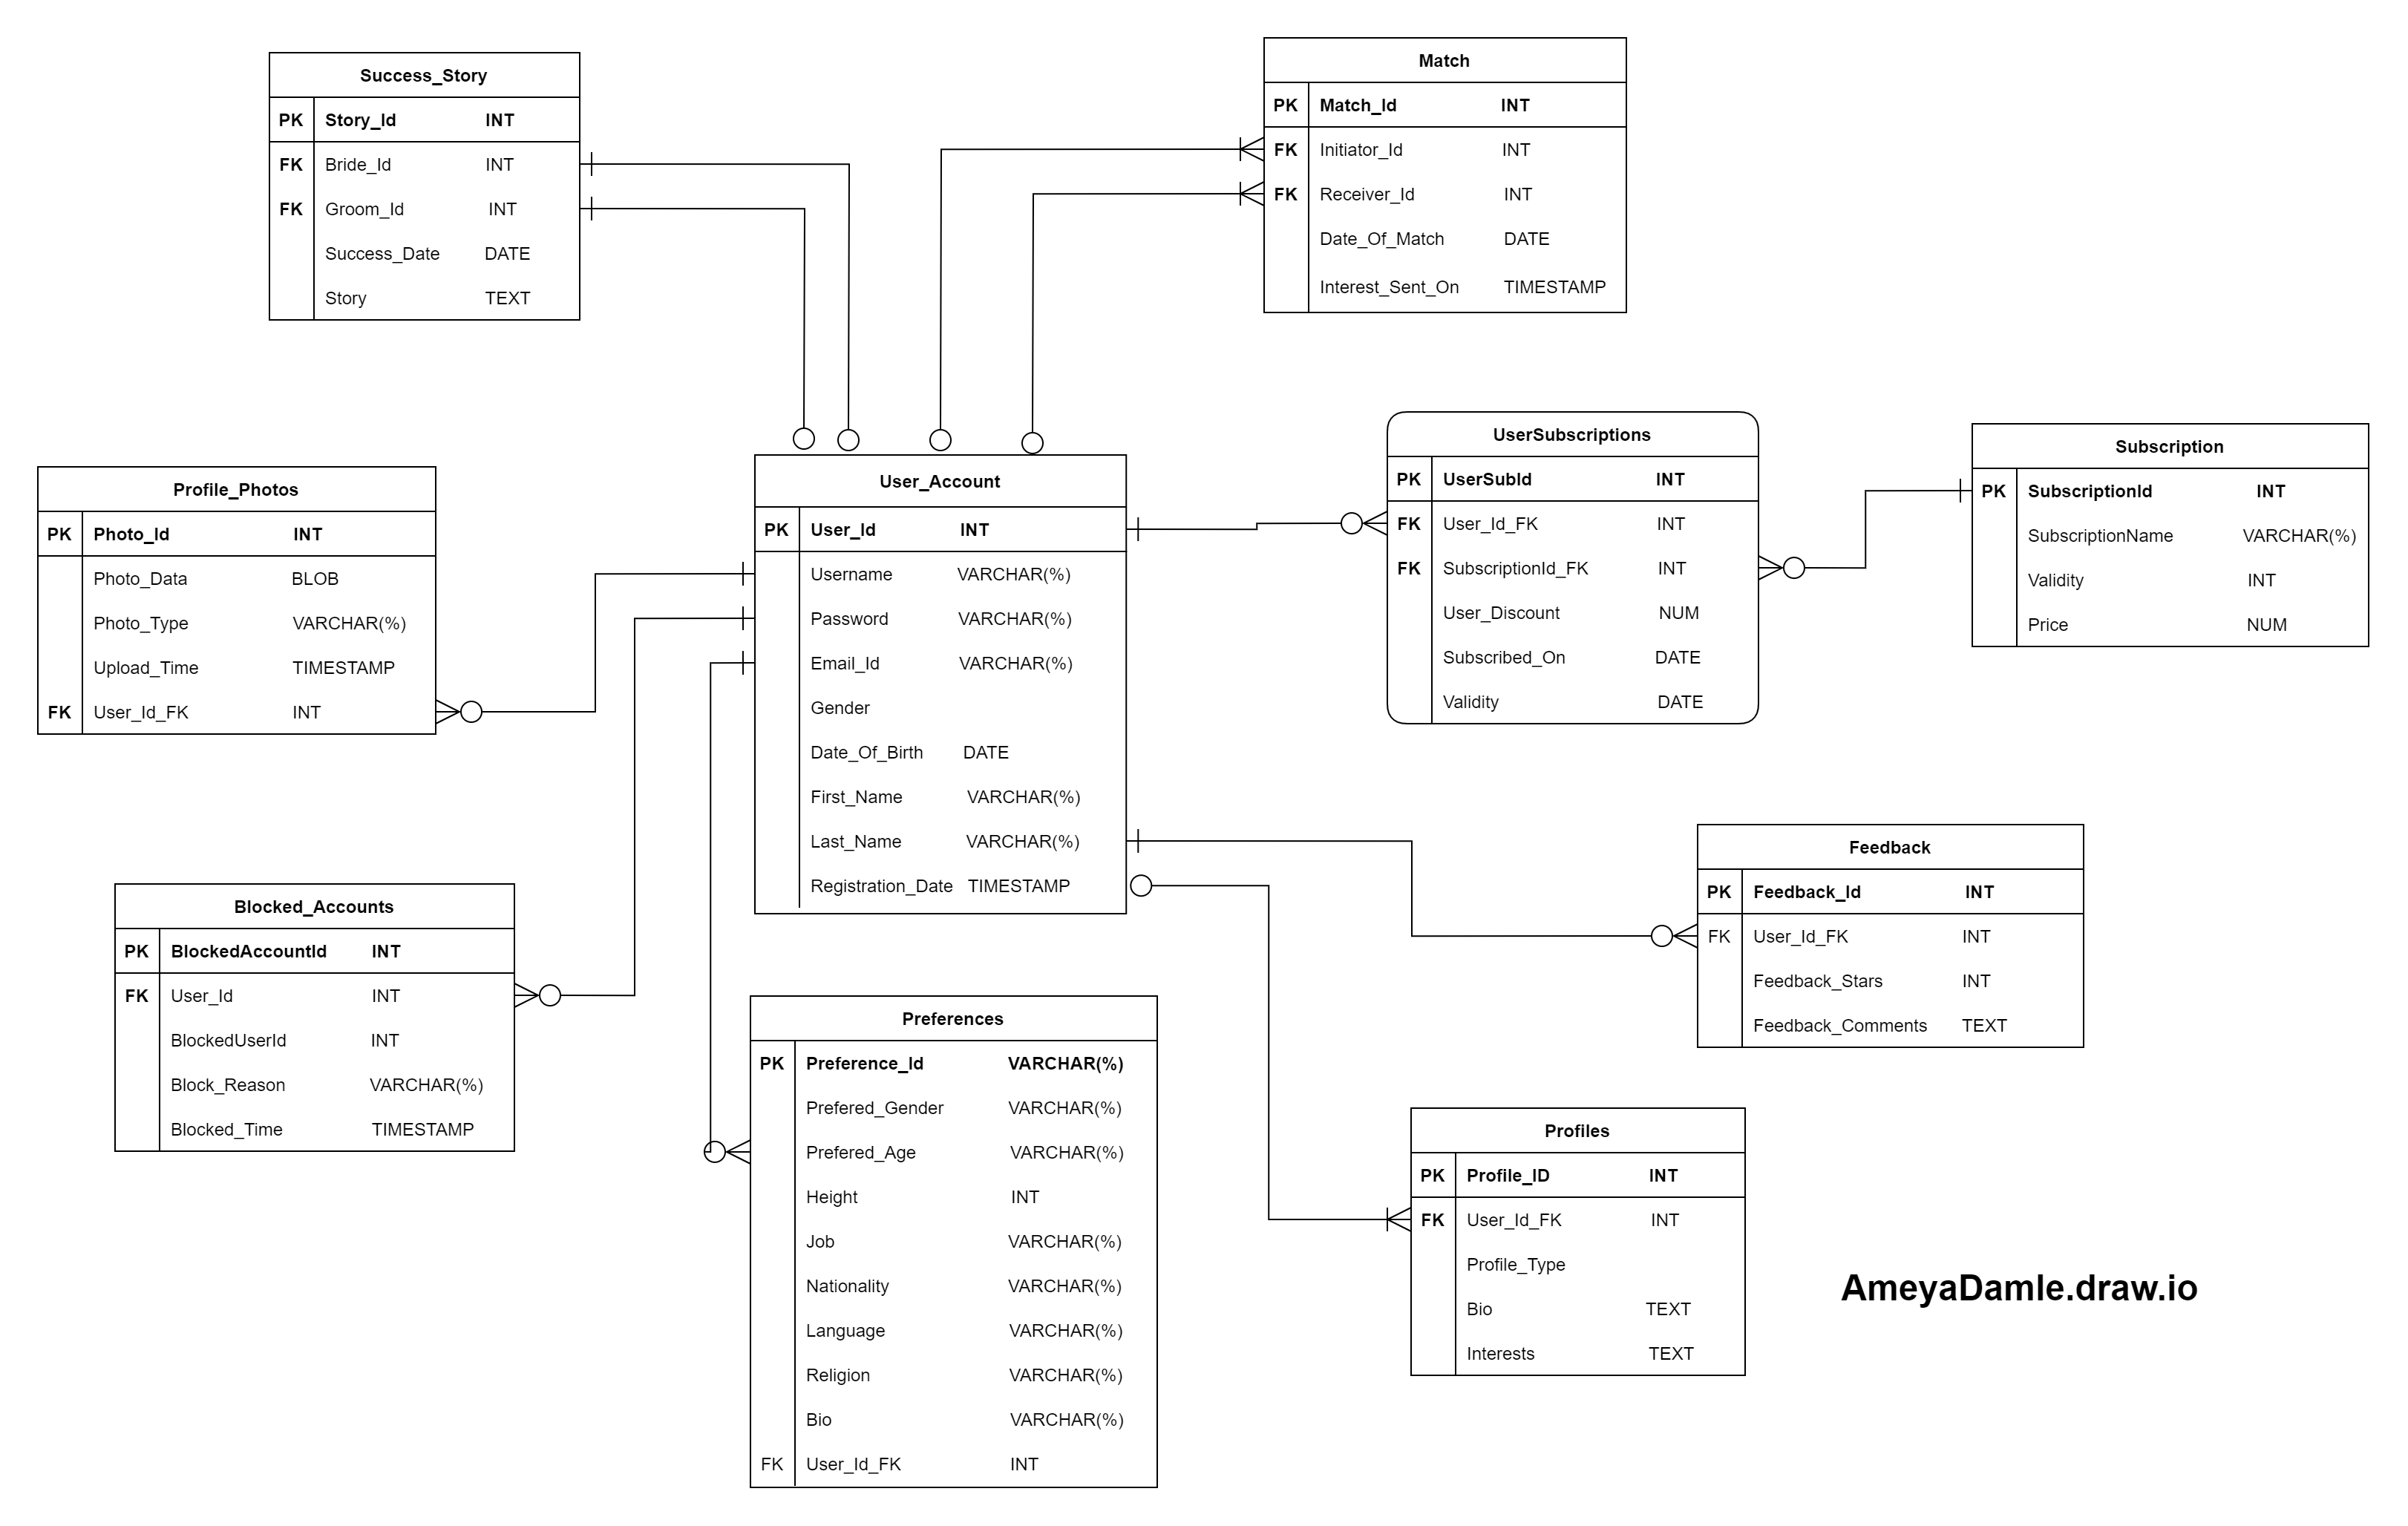 Success_Story
PK Story_Id INT
FK Bride_Id INT
FK Groom_Id INT
Success_Date DATE
Story TEXT
Match
PK Match_Id INT
FK Initiator_Id INT
FK Receiver_Id INT
Date_Of_Match DATE
Interest_Sent_On TIMESTAMP
Profile_Photos
PK Photo_Id INT
Photo_Data BLOB
Photo_Type VARCHAR(%)
Upload_Time TIMESTAMP
FK User_Id_FK INT
User_Account
PK User_Id INT
Username VARCHAR(%)
Password VARCHAR(%)
Email_Id VARCHAR(%)
Gender
Date_Of_Birth DATE
First_Name VARCHAR(%)
Last_Name VARCHAR(%)
Registration_Date TIMESTAMP
UserSubscriptions
PK UserSubId INT
FK User_Id_FK INT
FK SubscriptionId_FK INT
User_Discount NUM
Subscribed_On DATE
Validity DATE
Subscription
PK SubscriptionId INT
SubscriptionName VARCHAR(%)
Validity INT
Price NUM
Blocked_Accounts
PK BlockedAccountId INT
FK User_Id INT
BlockedUserId INT
Block_Reason VARCHAR(%)
Blocked_Time TIMESTAMP
Feedback
PK Feedback_Id INT
FK User_Id_FK INT
Feedback_Stars INT
Feedback_Comments TEXT
Preferences
PK Preference_Id VARCHAR(%)
Prefered_Gender VARCHAR(%)
Prefered_Age VARCHAR(%)
Height INT
Job VARCHAR(%)
Nationality VARCHAR(%)
Language VARCHAR(%)
Religion VARCHAR(%)
Bio VARCHAR(%)
FK User_Id_FK INT
Profiles
PK Profile_ID INT
FK User_Id_FK INT
Profile_Type
Bio TEXT
Interests TEXT
AmeyaDamle.draw.io